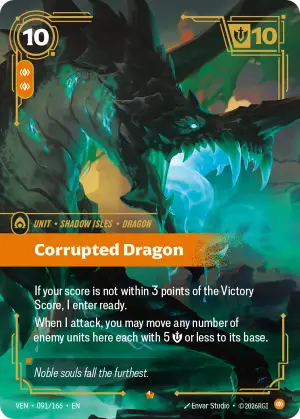 10
10
UNIT • SHADOW ISLES • DRAGON
Corrupted Dragon
If your score is not within 3 points of the Victory
Score, I enter ready.
When I attack, you may move any number of
enemy units here each with 5 or less to its base.
Noble souls fall the furthest.
VEN • 091/166 • EN
Envar Studio • ©2026RGI